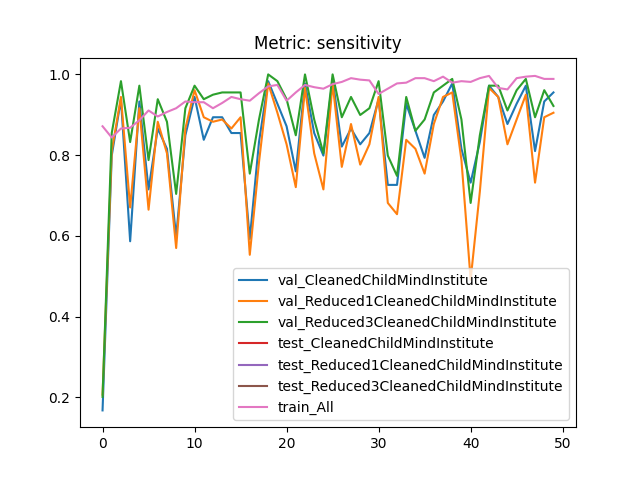 Metric: sensitivity
1.0
0.8
0.6
0.4
0.2
val_CleanedChildMindInstitute
val_Reduced1CleanedChildMindInstitute
val_Reduced3CleanedChildMindInstitute
test_CleanedChildMindInstitute
test_Reduced1CleanedChildMindInstitute
test_Reduced3CleanedChildMindInstitute
train_All
0 10 20 30 40 50